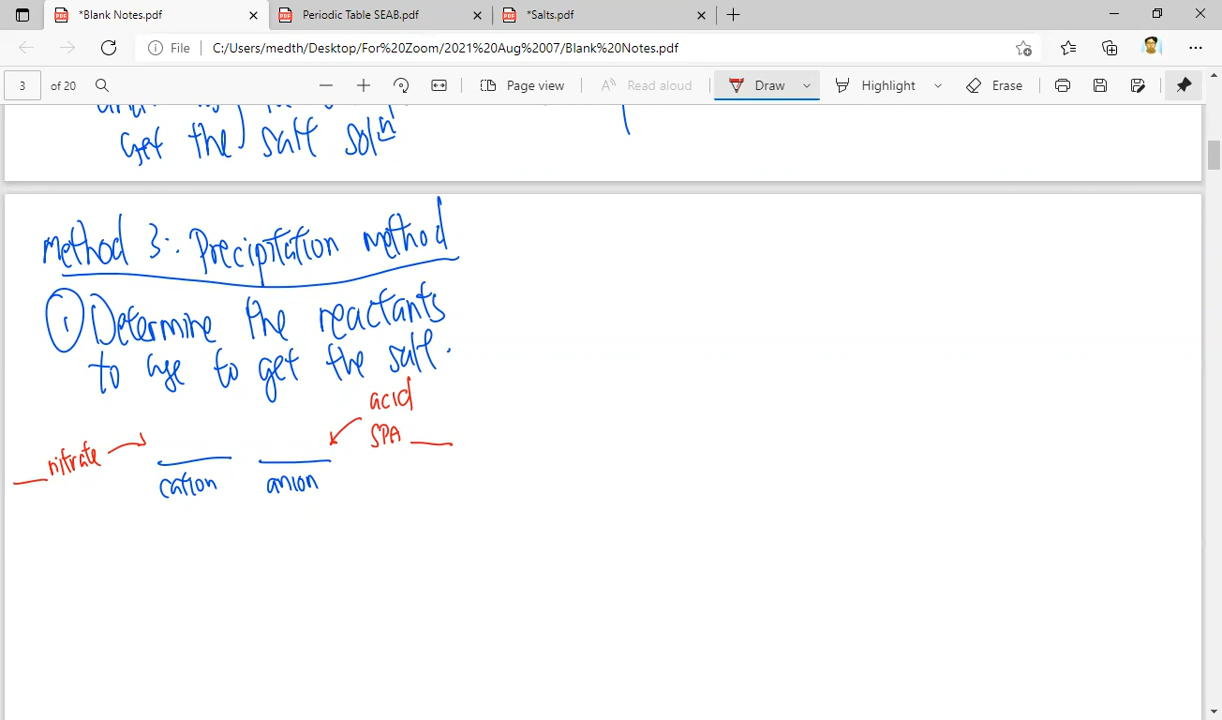 *Blank Notes.pdf
Periodic Table SEAB.pdf
*Salts.pdf
File
C:/Users/medth/Desktop/For%20Zoom/2021%20Aug%2007/Blank%20Notes.pdf
3 of 20
Page view
Read aloud
Draw
Highlight
Erase
get the salt soln
Method 3: Precipitation method
① Determine the reactants
to use to get the salt.
acid
SPA __
__ nitrate
cation anion